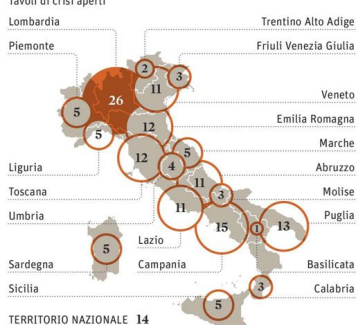 Tavoli di crisi aperti
Lombardia
Trentino Alto Adige
Piemonte
Friuli Venezia Giulia
2
3
11
26
Veneto
5
Emilia Romagna
5
12
Marche
12
5
4
Liguria
Abruzzo
11
Toscana
3
Molise
11
Umbria
15
1
13
Puglia
Lazio
5
Sardegna
Campania
Basilicata
Sicilia
3
Calabria
5
TERRITORIO NAZIONALE 14